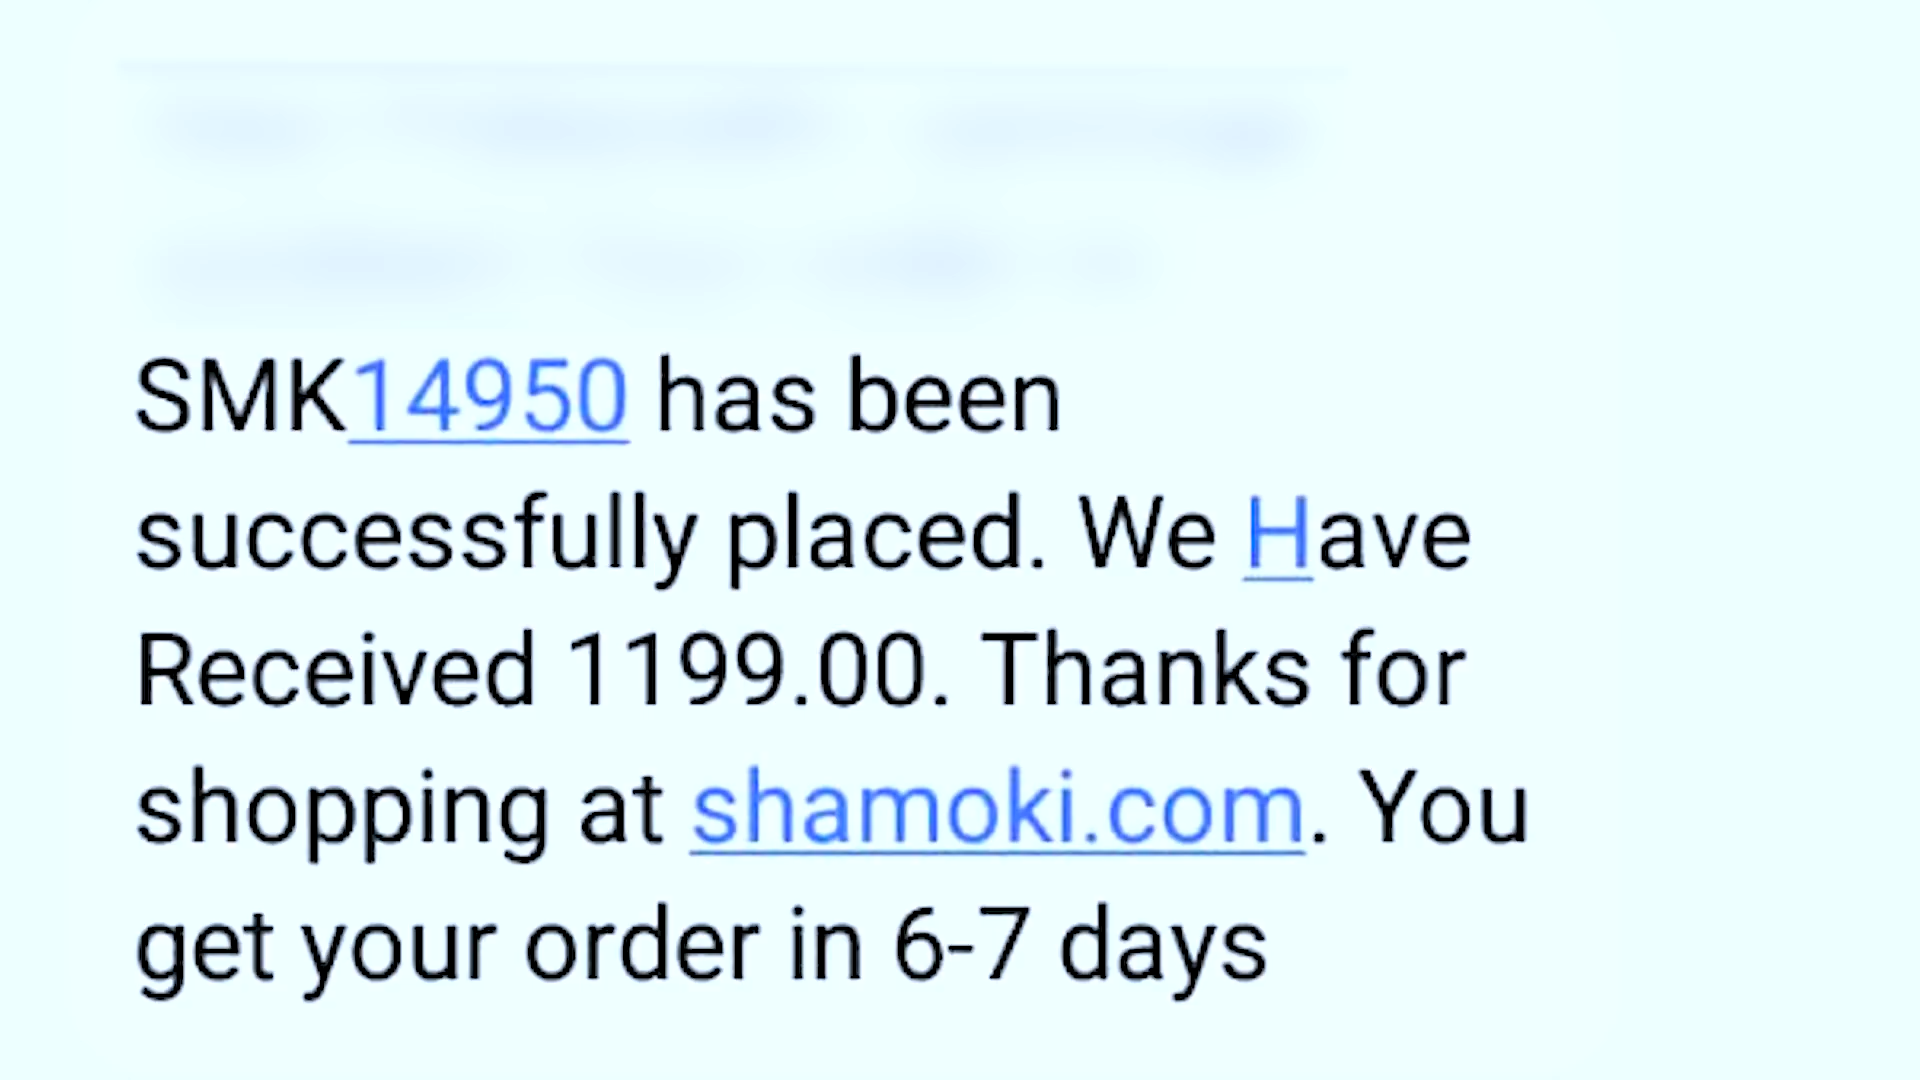 SMK14950 has been
successfully placed. We Have
Received 1199.00. Thanks for
shopping at shamoki.com. You
get your order in 6-7 days